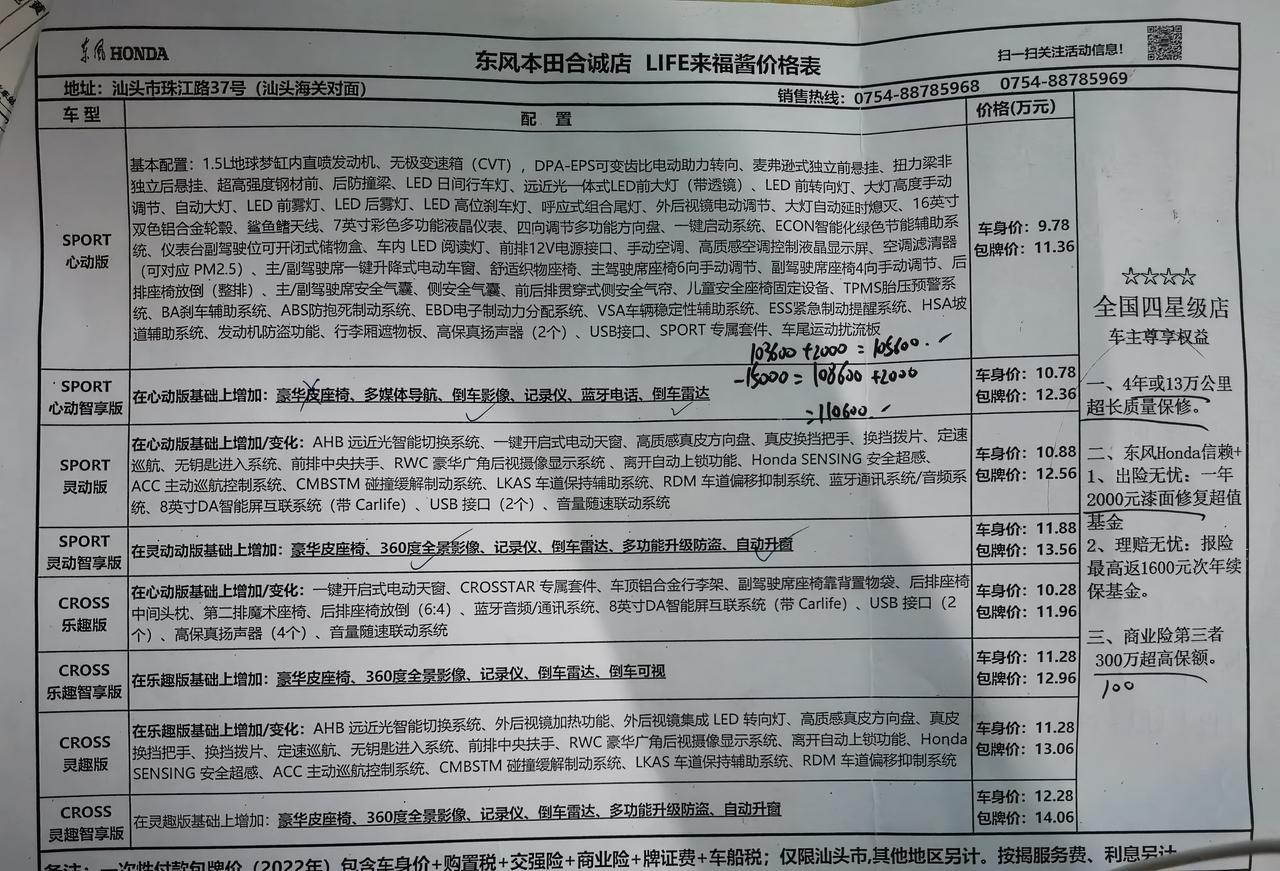 东风HONDA
东风本田合诚店 LIFE来福酱价格表
扫一扫关注活动信息!
地址：汕头市珠江路37号（汕头海关对面）
销售热线：0754-88785968 0754-88785969
车型
配 置
价格(万元)
SPORT
心动版
基本配置：1.5L地球梦缸内直喷发动机、无极变速箱（CVT），DPA-EPS可变齿比电动助力转向、麦弗逊式独立前悬挂、扭力梁非
独立后悬挂、超高强度钢材前、后防撞梁、LED 日间行车灯、远近光一体式LED前大灯（带透镜）、LED 前转向灯、大灯高度手动
调节、自动大灯、LED 前雾灯、LED 后雾灯、LED 高位刹车灯、呼应式组合尾灯、外后视镜电动调节、大灯自动延时熄灭、16英寸
双色铝合金轮毂、鲨鱼鳍天线、7英寸彩色多功能液晶仪表、四向调节多功能方向盘、一键启动系统、ECON智能化绿色节能辅助系
统、仪表台副驾驶位可开闭式储物盒、车内 LED 阅读灯、前排12V电源接口、手动空调、高质感空调控制液晶显示屏、空调滤清器
（可对应 PM2.5）、主/副驾驶席一键升降式电动车窗、舒适织物座椅、主驾驶席座椅6向手动调节、副驾驶席座椅4向手动调节、后
排座椅放倒（整排）、主/副驾驶席安全气囊、侧安全气囊、前后排贯穿式侧安全气帘、儿童安全座椅固定设备、TPMS胎压预警系
统、BA刹车辅助系统、ABS防抱死制动系统、EBD电子制动力分配系统、VSA车辆稳定性辅助系统、ESS紧急制动提醒系统、HSA坡
道辅助系统、发动机防盗功能、行李厢遮物板、高保真扬声器（2个）、USB接口、SPORT 专属套件、车尾运动扰流板
车身价：9.78
包牌价：11.36
103600+2000=105600.
-15000=108600+2000
=110600.
SPORT
心动智享版
在心动版基础上增加：豪华皮座椅、多媒体导航、倒车影像、记录仪、蓝牙电话、倒车雷达
车身价：10.78
包牌价：12.36
SPORT
灵动版
在心动版基础上增加/变化：AHB 远近光智能切换系统、一键开启式电动天窗、高质感真皮方向盘、真皮换挡把手、换挡拨片、定速
巡航、无钥匙进入系统、前排中央扶手、RWC 豪华广角后视摄像显示系统 、离开自动上锁功能、Honda SENSING 安全超感、
ACC 主动巡航控制系统、CMBSTM 碰撞缓解制动系统、LKAS 车道保持辅助系统、RDM 车道偏移抑制系统、蓝牙通讯系统/音频系
统、8英寸DA智能屏互联系统（带 Carlife）、USB 接口（2个）、音量随速联动系统
车身价：10.88
包牌价：12.56
SPORT
灵动智享版
在灵动动版基础上增加：豪华皮座椅、360度全景影像、记录仪、倒车雷达、多功能升级防盗、自动升窗
车身价：11.88
包牌价：13.56
CROSS
乐趣版
在心动版基础上增加/变化：一键开启式电动天窗、CROSSTAR 专属套件、车顶铝合金行李架、副驾驶席座椅靠背置物袋、后排座椅
中间头枕、第二排魔术座椅、后排座椅放倒（6:4）、蓝牙音频/通讯系统、8英寸DA智能屏互联系统（带 Carlife）、USB 接口（2
个）、高保真扬声器（4个）、音量随速联动系统
车身价：10.28
包牌价：11.96
CROSS
乐趣智享版
在乐趣版基础上增加：豪华皮座椅、360度全景影像、记录仪、倒车雷达、倒车可视
车身价：11.28
包牌价：12.96
CROSS
灵趣版
在乐趣版基础上增加/变化：AHB 远近光智能切换系统、外后视镜加热功能、外后视镜集成 LED 转向灯、高质感真皮方向盘、真皮
换挡把手、换挡拨片、定速巡航、无钥匙进入系统、前排中央扶手、RWC 豪华广角后视摄像显示系统、离开自动上锁功能、Honda
SENSING 安全超感、ACC 主动巡航控制系统、CMBSTM 碰撞缓解制动系统、LKAS 车道保持辅助系统、RDM 车道偏移抑制系统
车身价：11.28
包牌价：13.06
CROSS
灵趣智享版
在灵趣版基础上增加：豪华皮座椅、360度全景影像、记录仪、倒车雷达、多功能升级防盗、自动升窗
车身价：12.28
包牌价：14.06
☆☆☆☆
全国四星级店
车主尊享权益
一、4年或13万公里
超长质量保修。
二、东风Honda信赖+
1、出险无忧：一年
2000元漆面修复超值
基金
2、理赔无忧：报险
最高返1600元次年续
保基金。
三、商业险第三者
300万超高保额。
100
备注：一次性付款包牌价（2022年）包含车身价+购置税+交强险+商业险+牌证费+车船税；仅限汕头市,其他地区另计。按揭服务费、利息另计